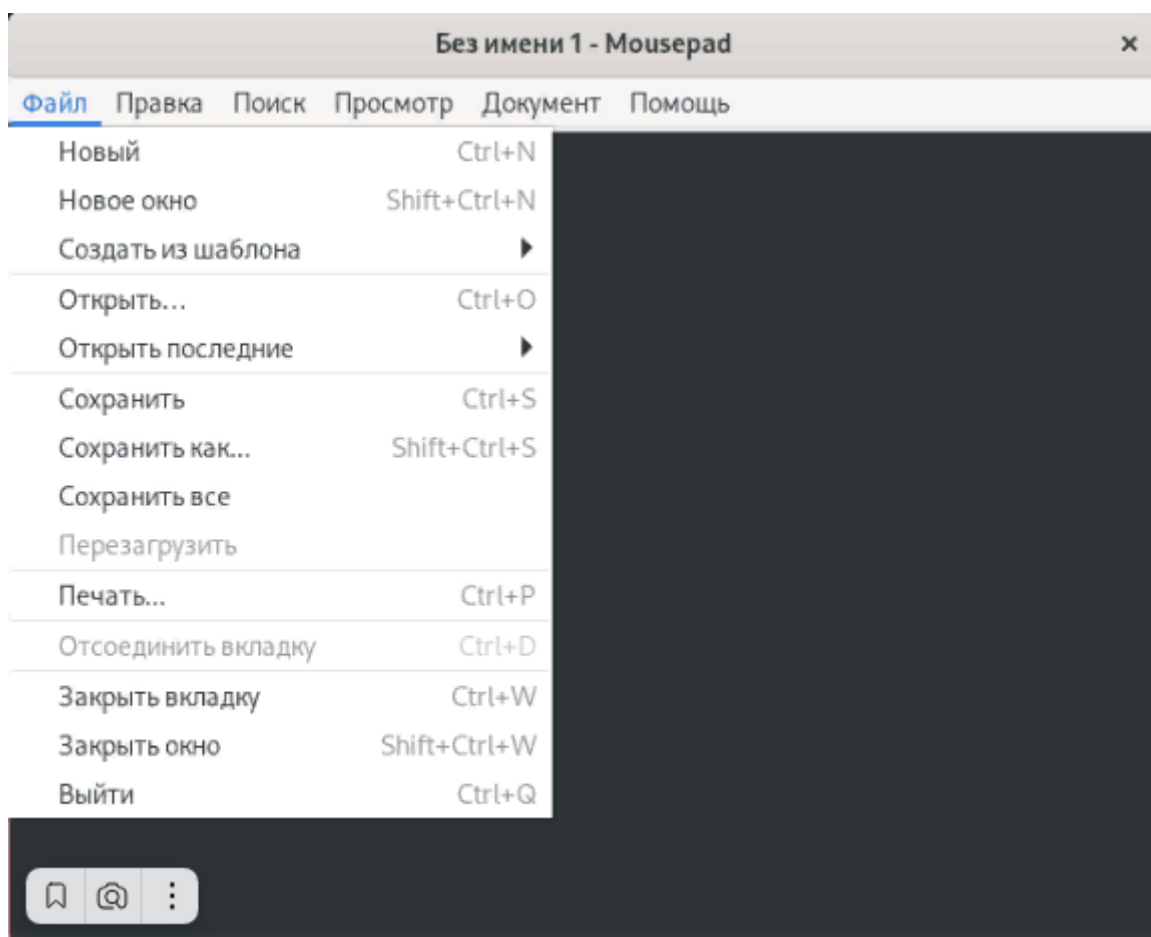 Без имени 1 - Mousepad ×
Файл Правка Поиск Просмотр Документ Помощь
Новый Ctrl+N
Новое окно Shift+Ctrl+N
Создать из шаблона
Открыть... Ctrl+O
Открыть последние
Сохранить Ctrl+S
Сохранить как... Shift+Ctrl+S
Сохранить все
Перезагрузить
Печать... Ctrl+P
Отсоединить вкладку Ctrl+D
Закрыть вкладку Ctrl+W
Закрыть окно Shift+Ctrl+W
Выйти Ctrl+Q